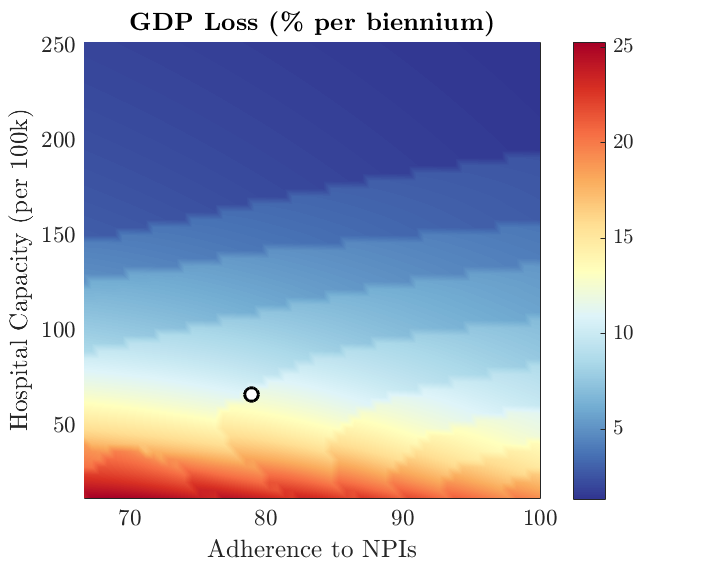 GDP Loss (% per biennium)
Hospital Capacity (per 100k)
250
200
150
100
50
70 80 90 100
Adherence to NPIs
25
20
15
10
5